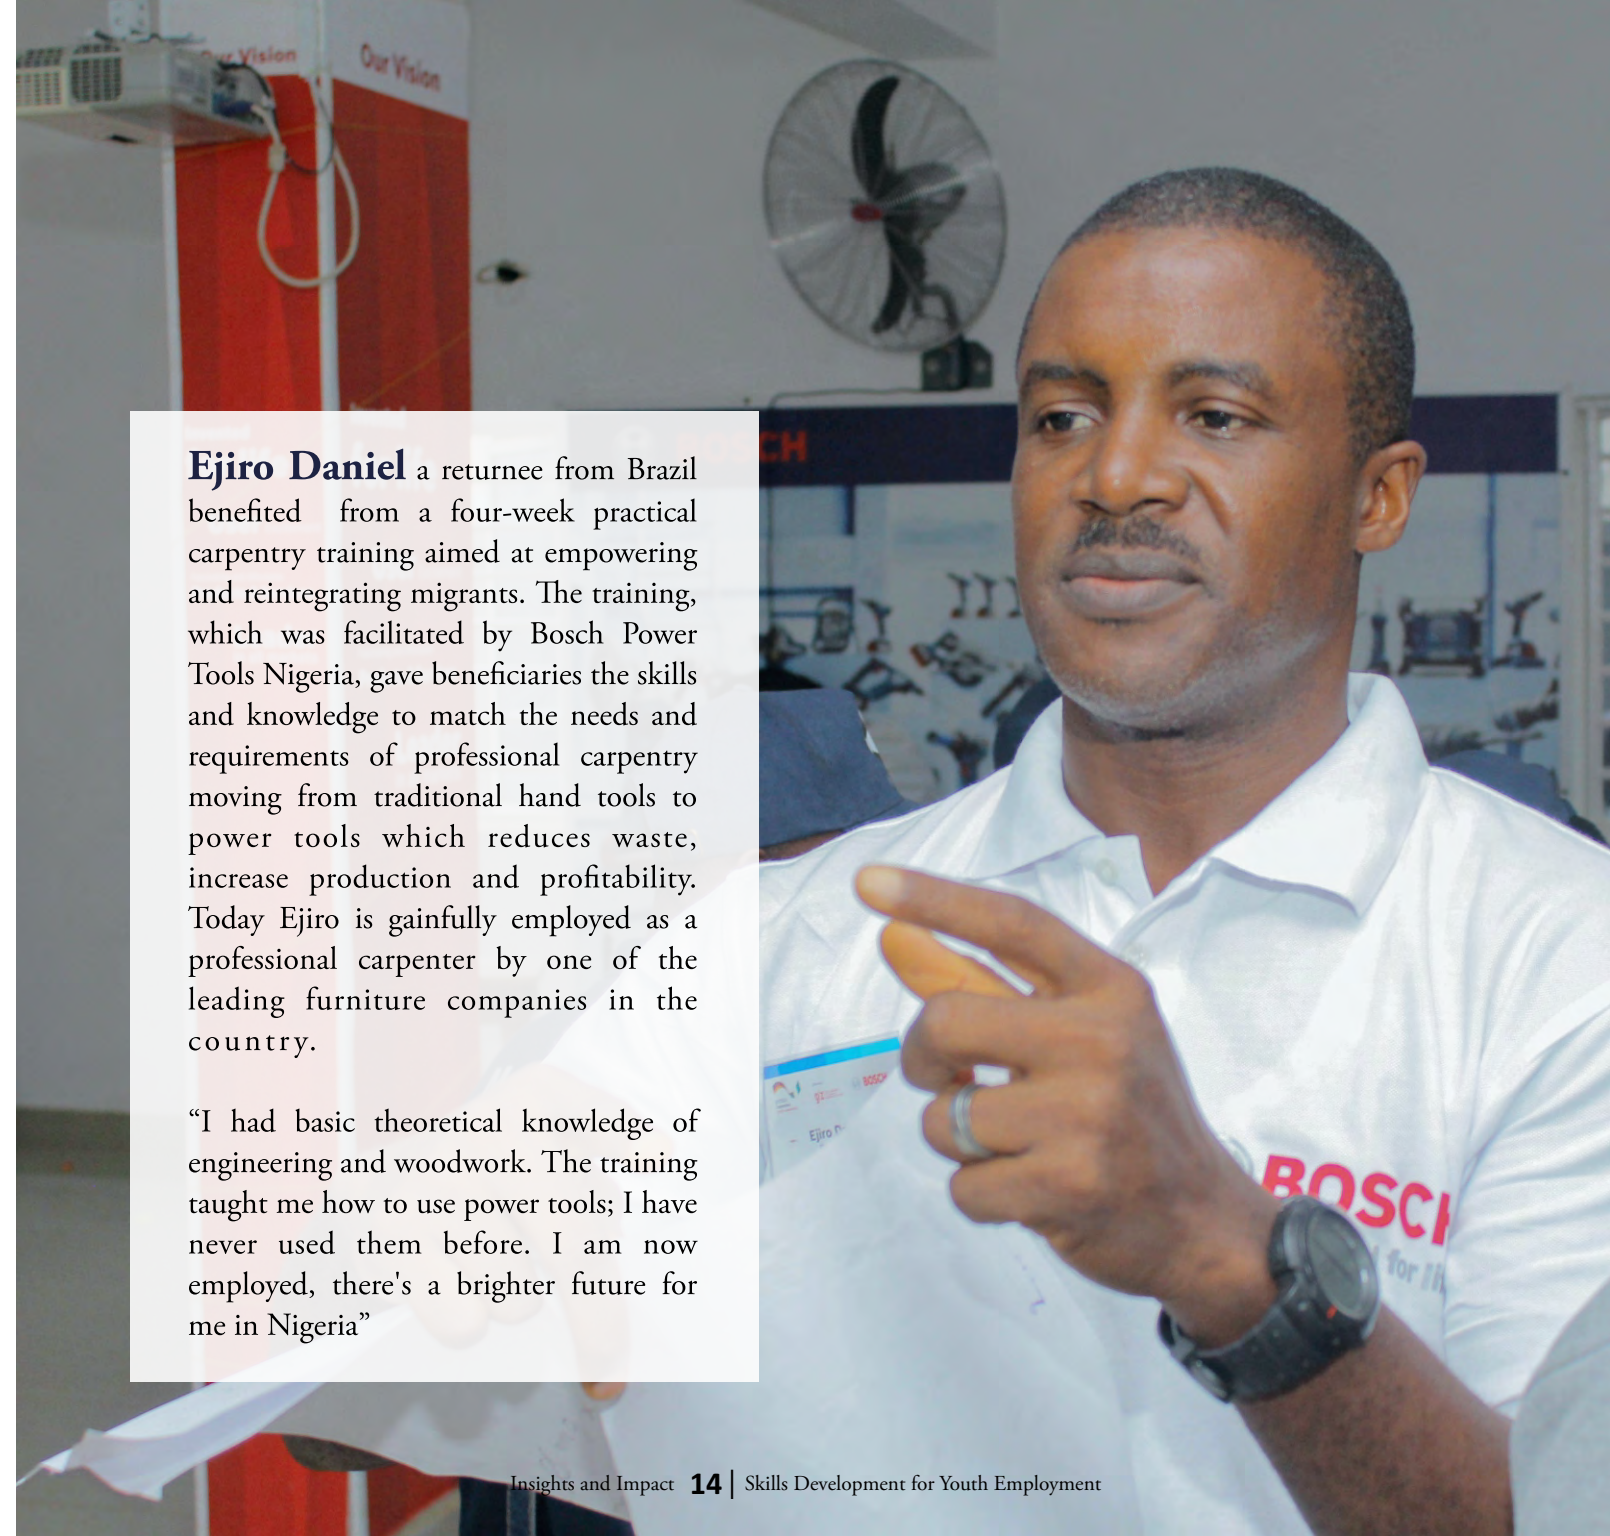 Our Vision
Our Vision
BOSCH
Ejiro Daniel a returnee from Brazil
benefited from a four-week practical
carpentry training aimed at empowering
and reintegrating migrants. The training,
which was facilitated by Bosch Power
Tools Nigeria, gave beneficiaries the skills
and knowledge to match the needs and
requirements of professional carpentry
moving from traditional hand tools to
power tools which reduces waste,
increase production and profitability.
Today Ejiro is gainfully employed as a
professional carpenter by one of the
leading furniture companies in the
country.
“I had basic theoretical knowledge of
engineering and woodwork. The training
taught me how to use power tools; I have
never used them before. I am now
employed, there's a brighter future for
me in Nigeria”
giz
BOSCH
Ejiro
BOSCH
for
Insights and Impact 14 | Skills Development for Youth Employment